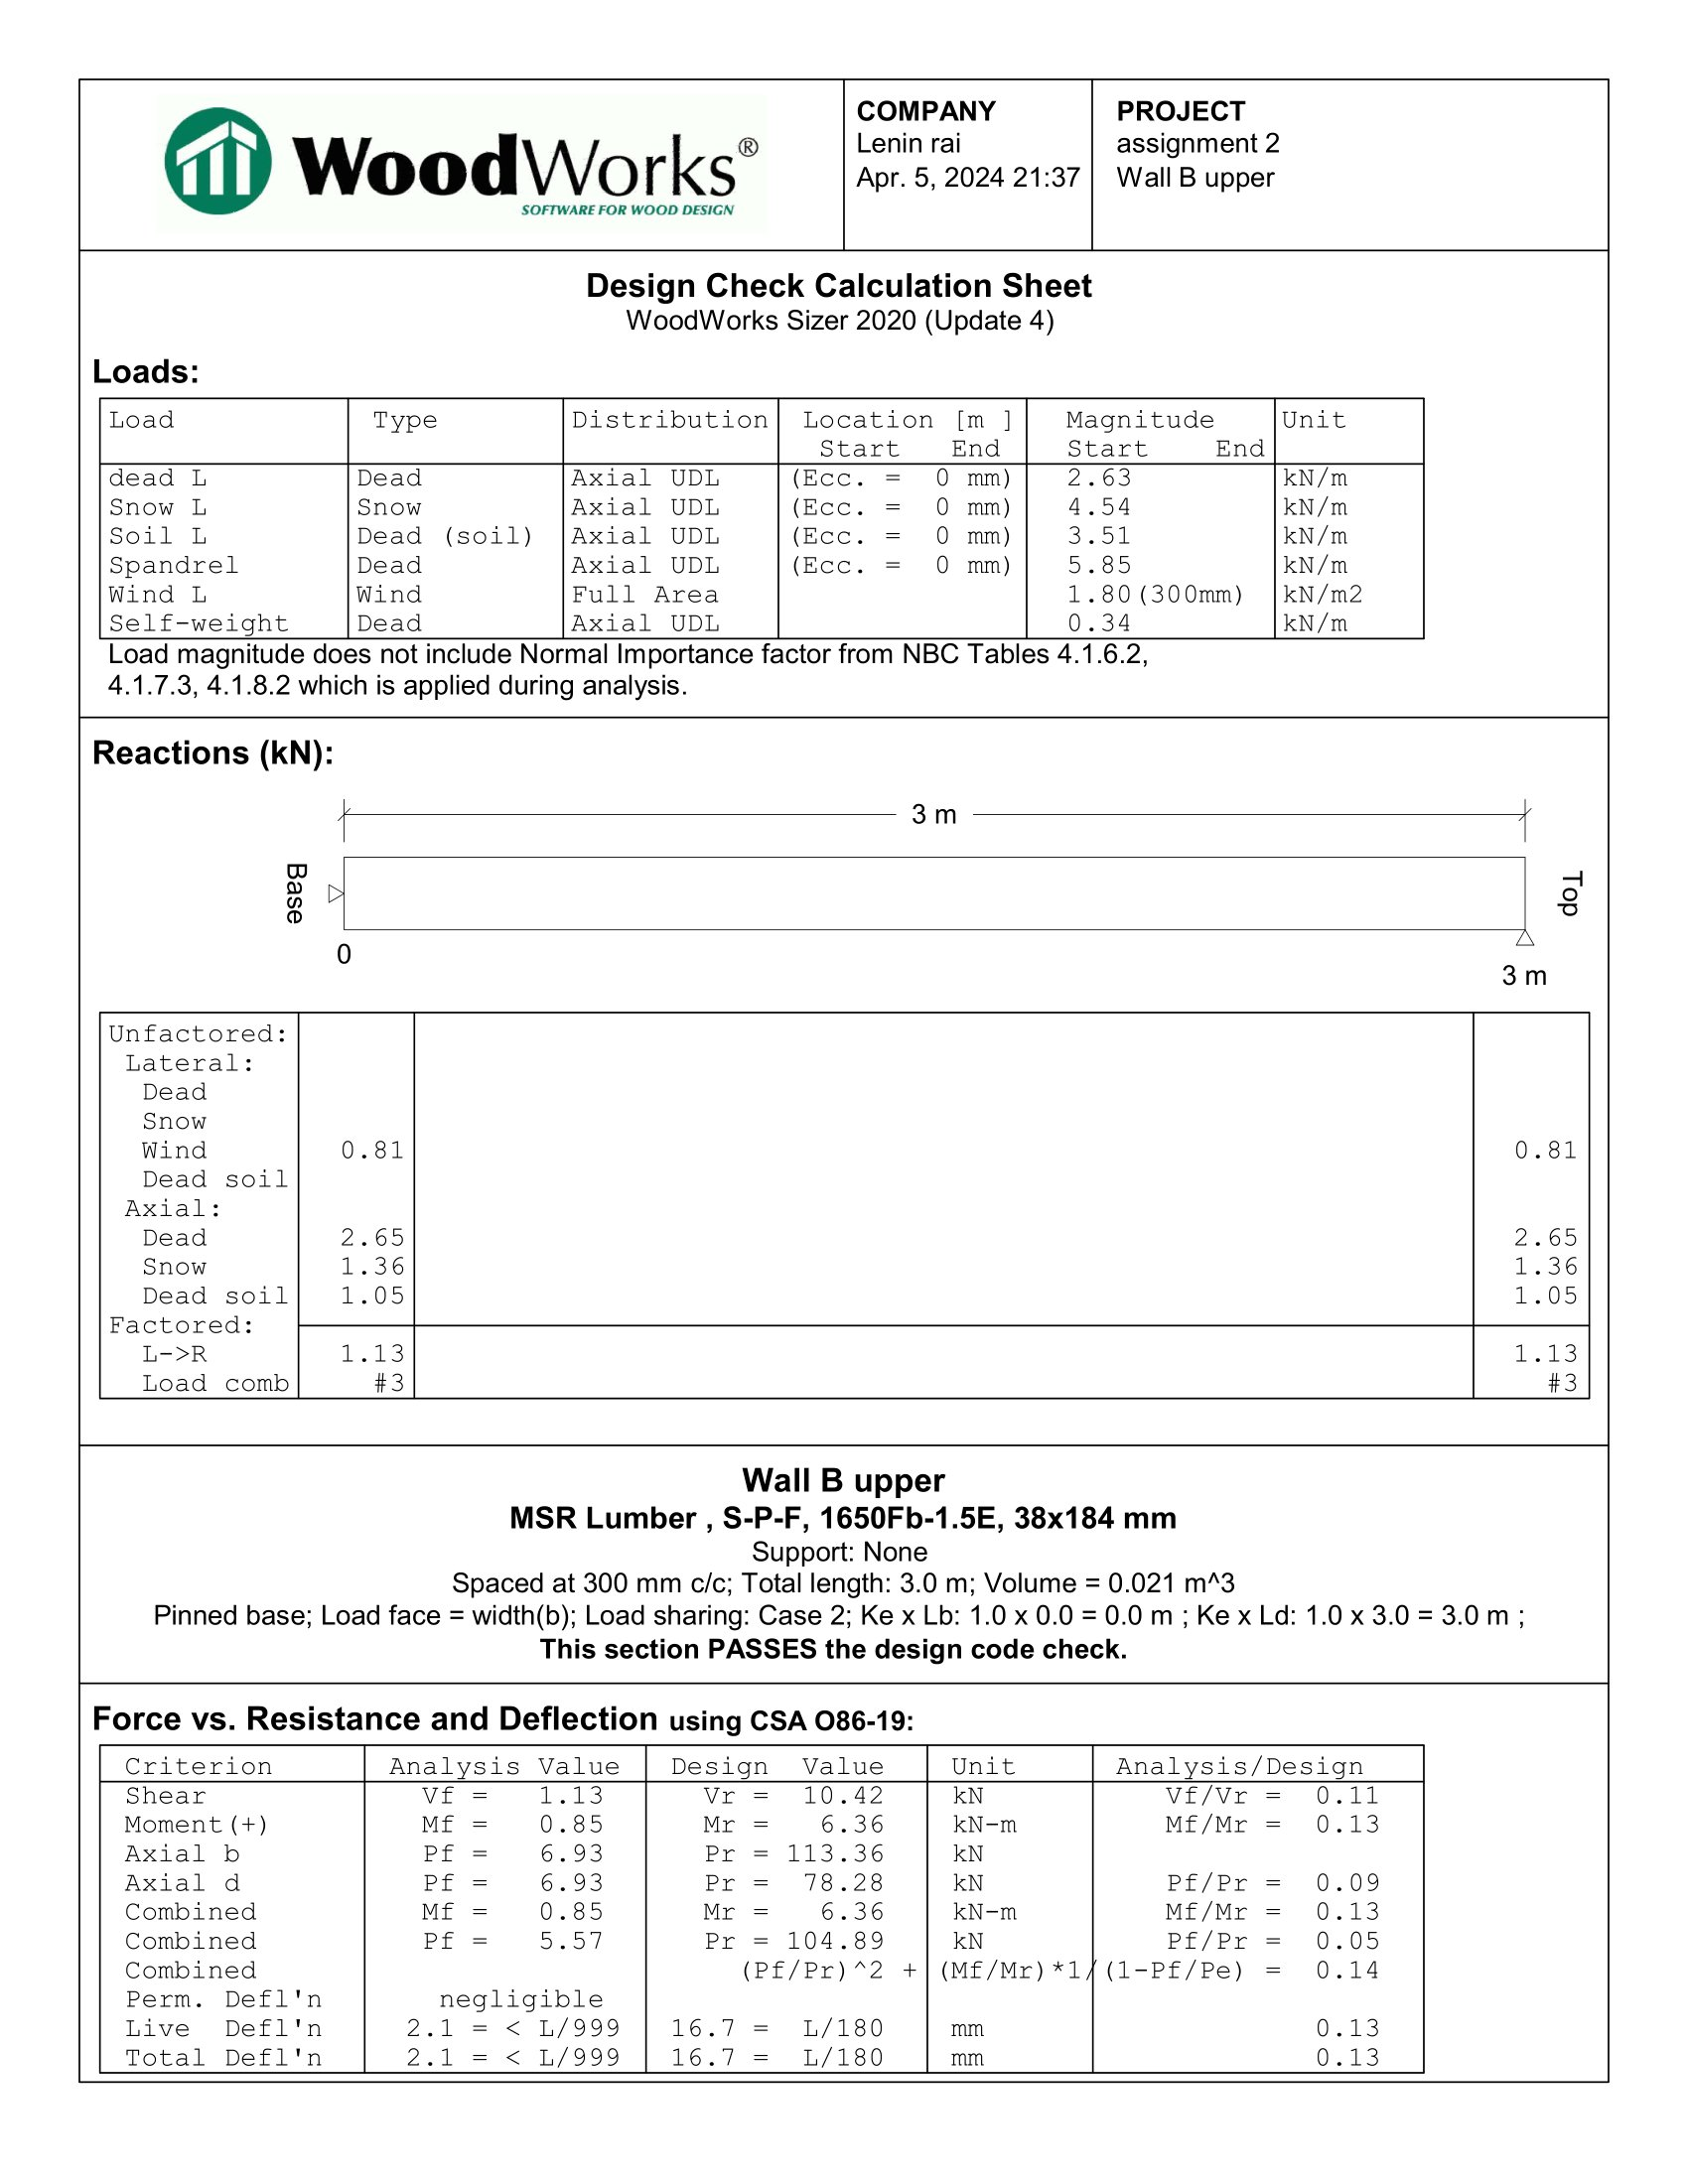 WoodWorks®
SOFTWARE FOR WOOD DESIGN
COMPANY
Lenin rai
Apr. 5, 2024 21:37
PROJECT
assignment 2
Wall B upper
Design Check Calculation Sheet
WoodWorks Sizer 2020 (Update 4)
Loads:
Load Type Distribution Location [m ] Magnitude Unit
Start End Start End
dead L Dead Axial UDL (Ecc. = 0 mm) 2.63 kN/m
Snow L Snow Axial UDL (Ecc. = 0 mm) 4.54 kN/m
Soil L Dead (soil) Axial UDL (Ecc. = 0 mm) 3.51 kN/m
Spandrel Dead Axial UDL (Ecc. = 0 mm) 5.85 kN/m
Wind L Wind Full Area 1.80(300mm) kN/m2
Self-weight Dead Axial UDL 0.34 kN/m
Load magnitude does not include Normal Importance factor from NBC Tables 4.1.6.2,
4.1.7.3, 4.1.8.2 which is applied during analysis.
Reactions (kN):
3 m
Base
Top
0
3 m
Unfactored:
Lateral:
Dead
Snow
Wind 0.81 0.81
Dead soil
Axial:
Dead 2.65 2.65
Snow 1.36 1.36
Dead soil 1.05 1.05
Factored:
L->R 1.13 1.13
Load comb #3 #3
Wall B upper
MSR Lumber , S-P-F, 1650Fb-1.5E, 38x184 mm
Support: None
Spaced at 300 mm c/c; Total length: 3.0 m; Volume = 0.021 m^3
Pinned base; Load face = width(b); Load sharing: Case 2; Ke x Lb: 1.0 x 0.0 = 0.0 m ; Ke x Ld: 1.0 x 3.0 = 3.0 m ;
This section PASSES the design code check.
Force vs. Resistance and Deflection using CSA O86-19:
Criterion Analysis Value Design Value Unit Analysis/Design
Shear Vf = 1.13 Vr = 10.42 kN Vf/Vr = 0.11
Moment(+) Mf = 0.85 Mr = 6.36 kN-m Mf/Mr = 0.13
Axial b Pf = 6.93 Pr = 113.36 kN
Axial d Pf = 6.93 Pr = 78.28 kN Pf/Pr = 0.09
Combined Mf = 0.85 Mr = 6.36 kN-m Mf/Mr = 0.13
Combined Pf = 5.57 Pr = 104.89 kN Pf/Pr = 0.05
Combined (Pf/Pr)^2 + (Mf/Mr)*1/(1-Pf/Pe) = 0.14
Perm. Defl'n negligible
Live Defl'n 2.1 = < L/999 16.7 = L/180 mm 0.13
Total Defl'n 2.1 = < L/999 16.7 = L/180 mm 0.13